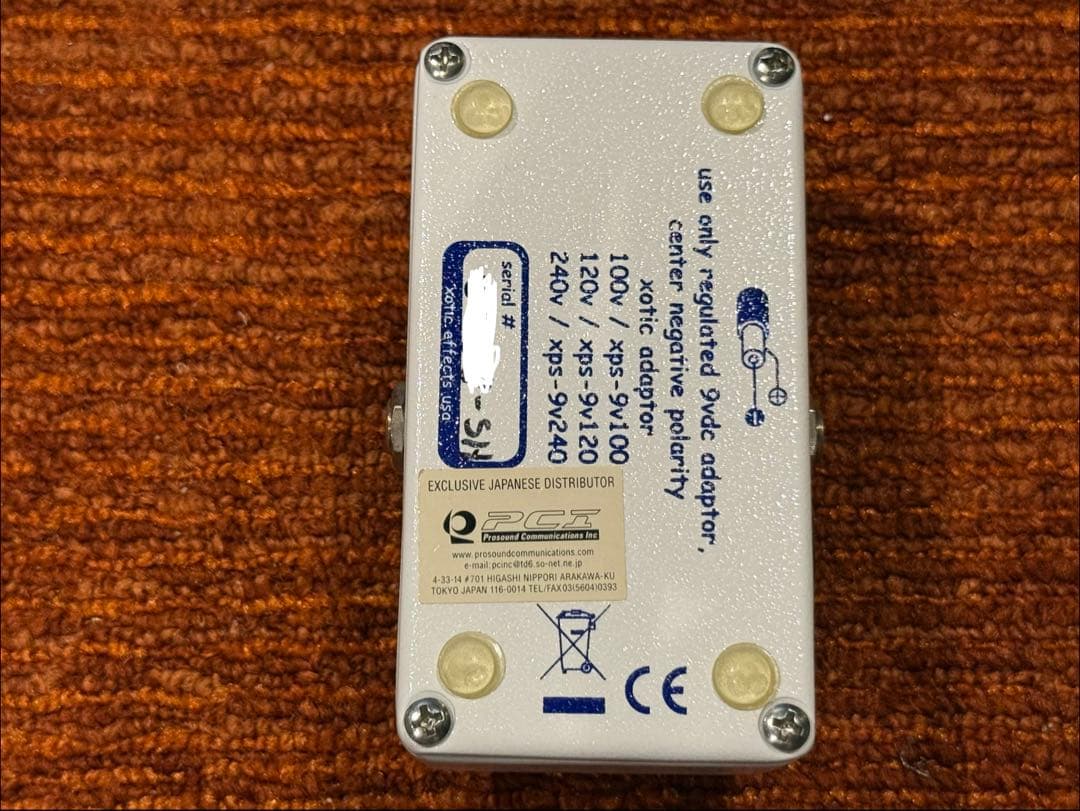 use only regulated 9vdc adaptor,
center negative polarity
xotic adaptor
100v / xps-9v100
120v / xps-9v120
240v / xps-9v240
serial #
xotic effects usa
EXCLUSIVE JAPANESE DISTRIBUTOR
PCI
Prosound Communications Inc
www.prosoundcommunications.com
e-mail:pcinc@td6.so-net.ne.jp
4-33-14 #701 HIGASHI NIPPORI ARAKAWA-KU
TOKYO JAPAN 116-0014 TEL/FAX03(5604)0393
CE